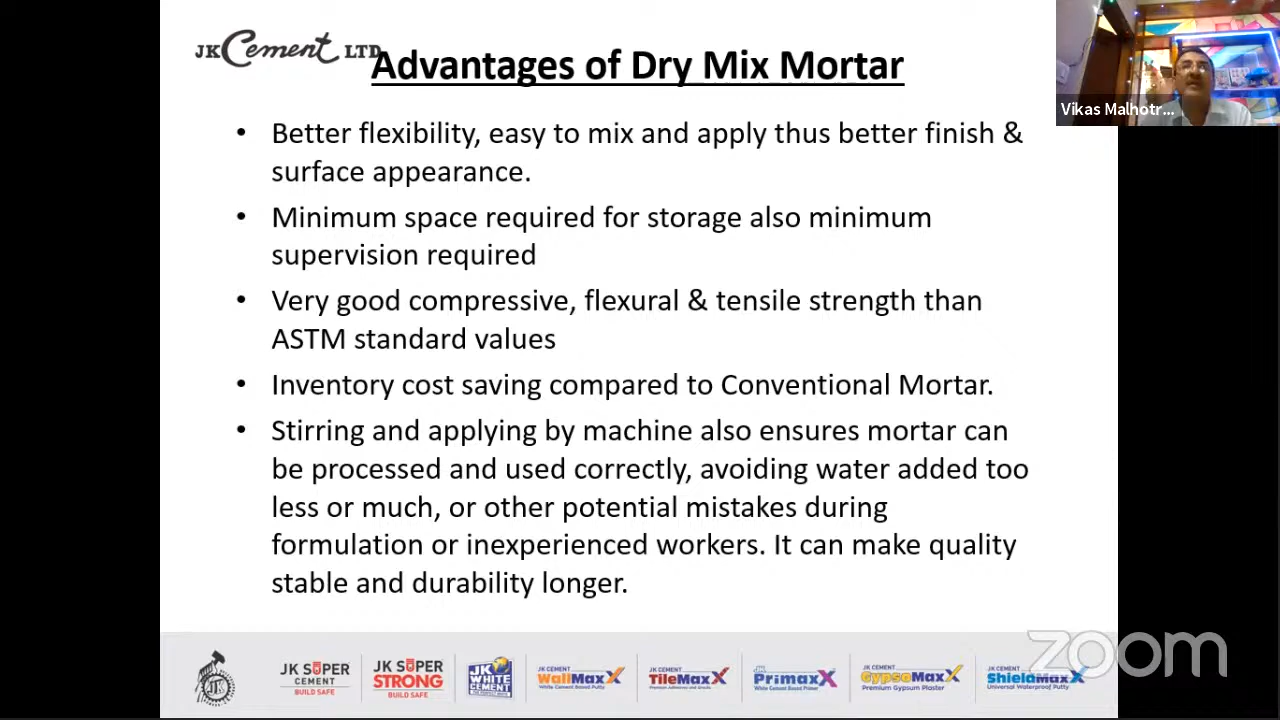 JK Cement LTD
Advantages of Dry Mix Mortar
Vikas Malhotr...
• Better flexibility, easy to mix and apply thus better finish &
surface appearance.
• Minimum space required for storage also minimum
supervision required
• Very good compressive, flexural & tensile strength than
ASTM standard values
• Inventory cost saving compared to Conventional Mortar.
• Stirring and applying by machine also ensures mortar can
be processed and used correctly, avoiding water added too
less or much, or other potential mistakes during
formulation or inexperienced workers. It can make quality
stable and durability longer.
JK SUPER
CEMENT
BUILD SAFE
JK SUPER
STRONG
BUILD SAFE
JK
WHITE
CEMENT
JK CEMENT
WallMaxX
White Cement Based Putty
JK CEMENT
TileMaxX
Premium Adhesives and Grouts
JK
PrimaxX
White Cement Based Primer
JK CEMENT
GypsoMaxX
Premium Gypsum Plaster
JK CEMENT
ShieldMaxX
Universal Waterproof Putty
zoom